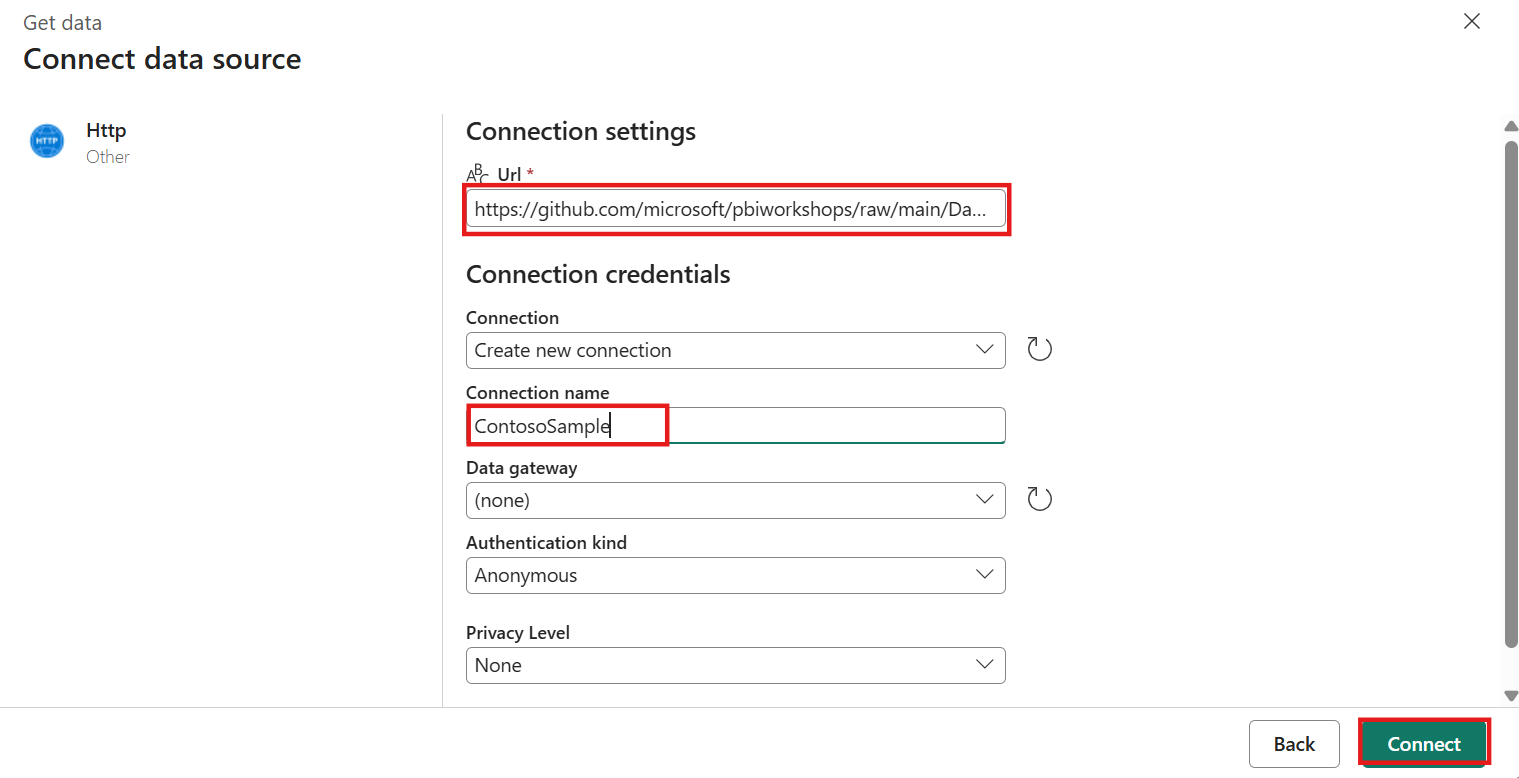 Get data
Connect data source
HTTP
Http
Other
Connection settings
ABC Url *
https://github.com/microsoft/pbiworkshops/raw/main/Da...
Connection credentials
Connection
Create new connection
Connection name
ContosoSample
Data gateway
(none)
Authentication kind
Anonymous
Privacy Level
None
Back
Connect